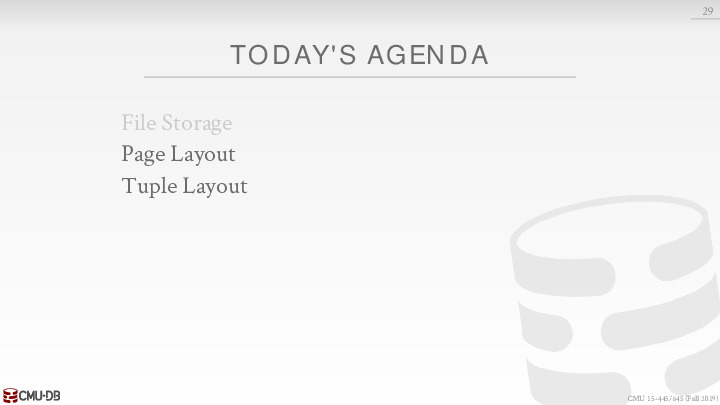 29
TODAY'S AGENDA
File Storage
Page Layout
Tuple Layout
CMU·DB
CMU 15-445/645 (Fall 2019)